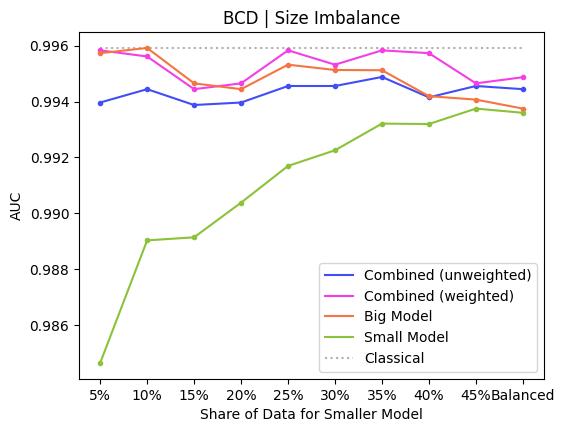 BCD | Size Imbalance
AUC
0.996
0.994
0.992
0.990
0.988
0.986
Combined (unweighted)
Combined (weighted)
Big Model
Small Model
Classical
5% 10% 15% 20% 25% 30% 35% 40% 45% Balanced
Share of Data for Smaller Model